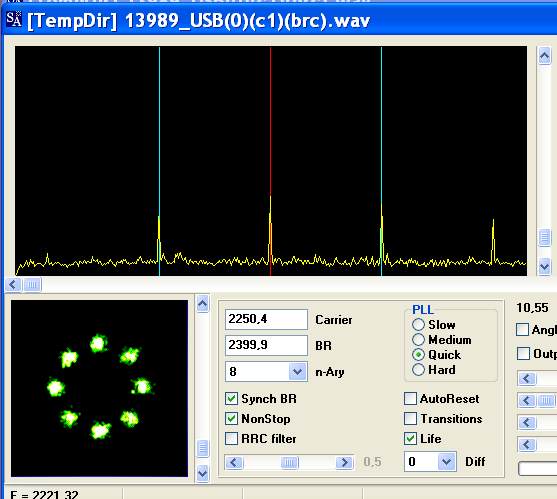 SA [TempDir] 13989_USB(0)(c1)(brc).wav
2250,4 Carrier
2399,9 BR
8 n-Ary
Synch BR
NonStop
RRC filter
0,5
PLL
Slow
Medium
Quick
Hard
AutoReset
Transitions
Life
0 Diff
10,55
Angl
Outp
F = 2221,32